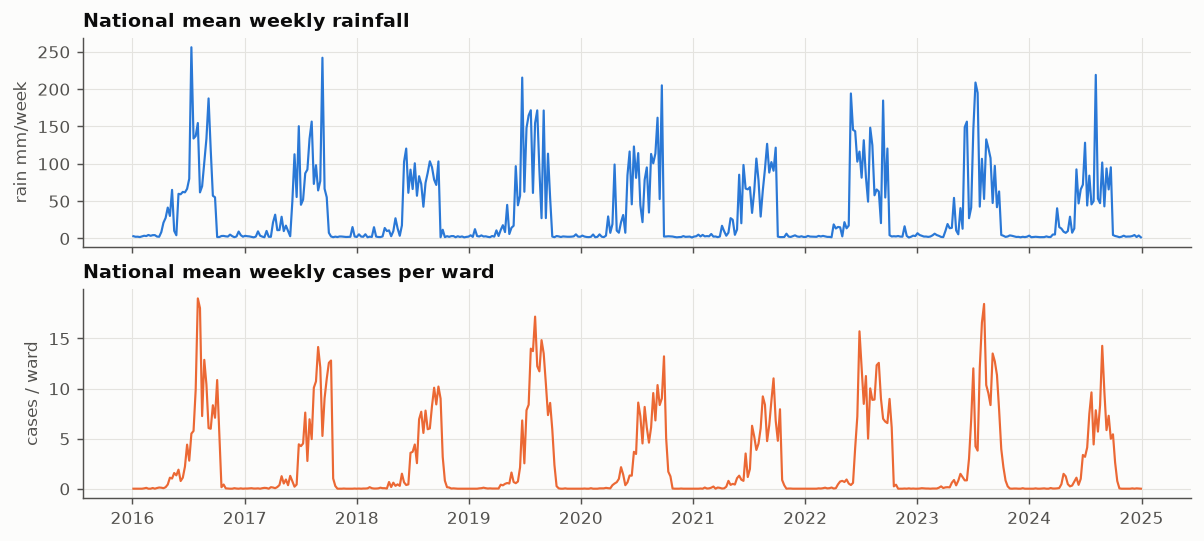 National mean weekly rainfall
rain mm/week
250
200
150
100
50
0
National mean weekly cases per ward
cases / ward
15
10
5
0
2016 2017 2018 2019 2020 2021 2022 2023 2024 2025